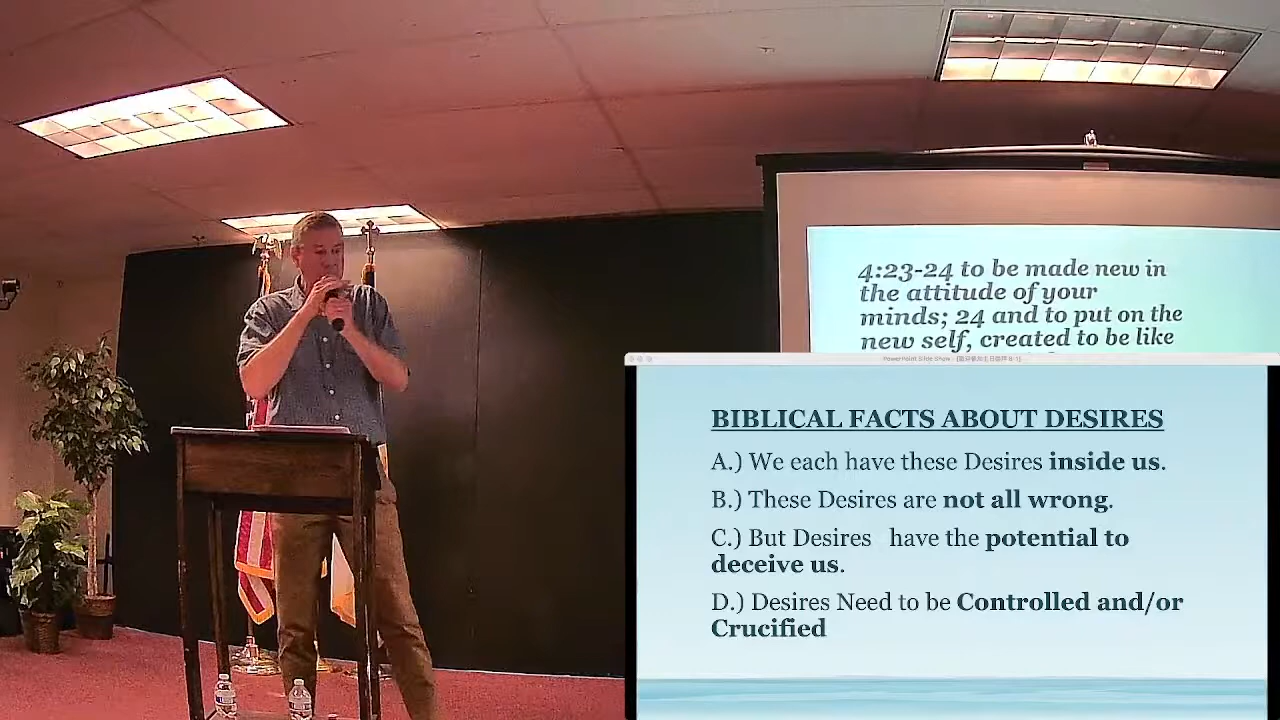 4:23-24 to be made new in
the attitude of your
minds; 24 and to put on the
new self, created to be like
BIBLICAL FACTS ABOUT DESIRES
A.) We each have these Desires inside us.
B.) These Desires are not all wrong.
C.) But Desires have the potential to
deceive us.
D.) Desires Need to be Controlled and/or
Crucified